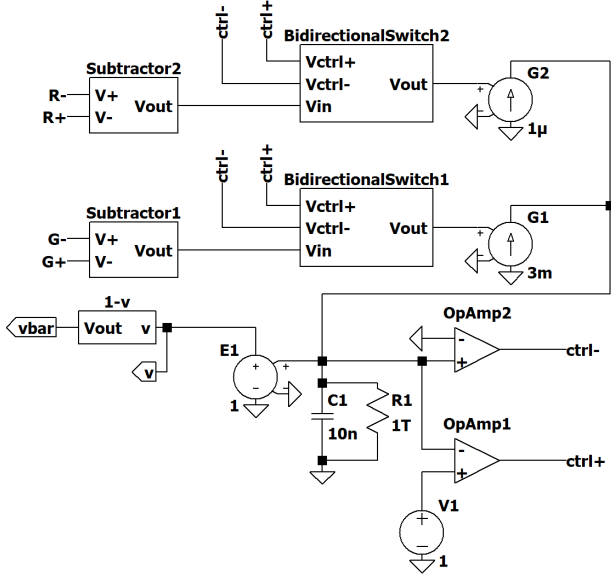 ctrl-
ctrl+
BidirectionalSwitch2
Subtractor2
Vctrl+
G2
R-
V+
Vctrl-
Vout
+
R+
V-
Vout
Vin
-
1µ
ctrl-
ctrl+
BidirectionalSwitch1
Subtractor1
Vctrl+
G1
G-
V+
Vctrl-
Vout
+
G+
V-
Vout
Vin
-
3m
1-v
OpAmp2
vbar
Vout
v
-
ctrl-
E1
+
+
+
v
-
-
C1
R1
1
10n
1T
OpAmp1
-
ctrl+
+
V1
+
-
1